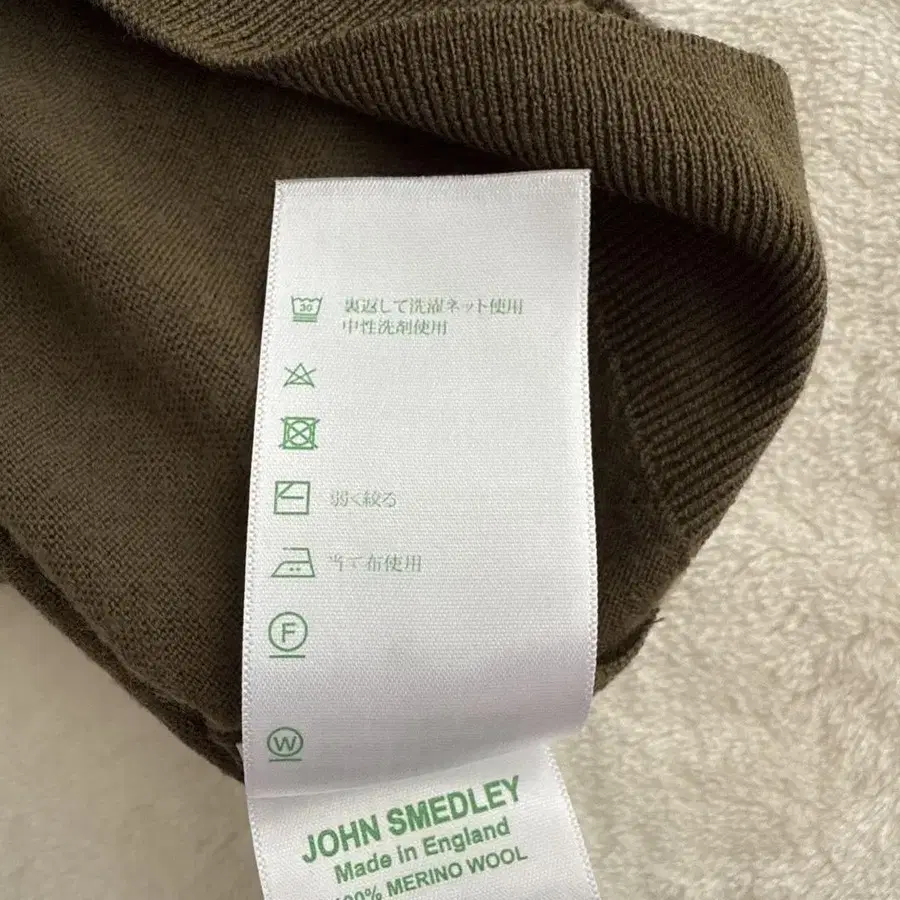 30
裏返して洗濯ネット使用
中性洗剤使用
弱く絞る
当て布使用
F
W
JOHN SMEDLEY
Made in England
100% MERINO WOOL